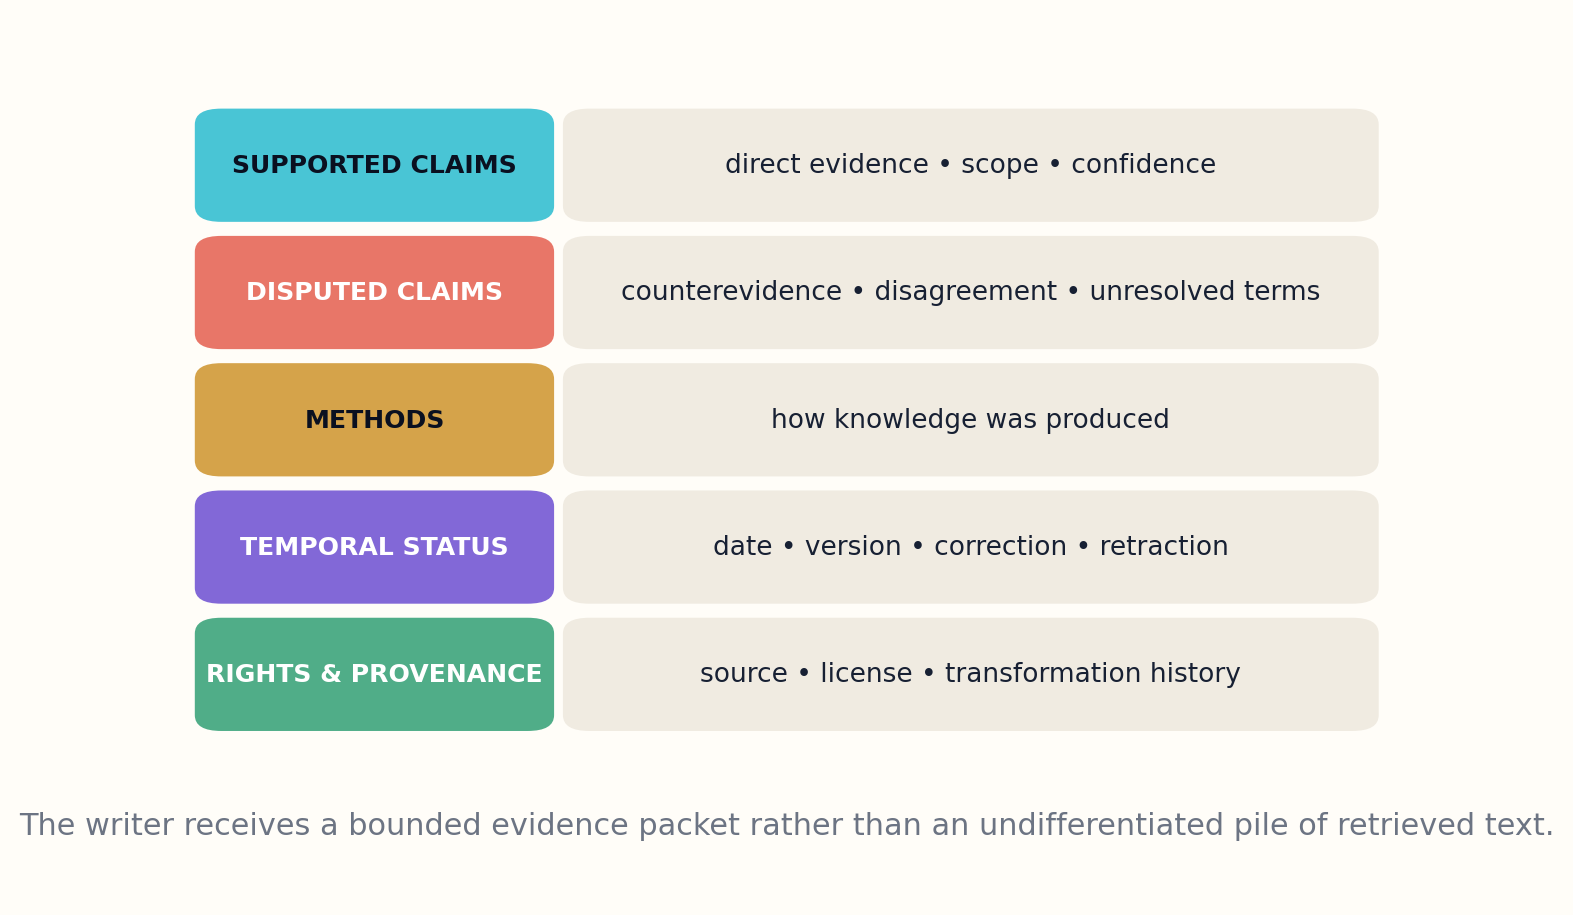 SUPPORTED CLAIMS
direct evidence • scope • confidence
DISPUTED CLAIMS
counterevidence • disagreement • unresolved terms
METHODS
how knowledge was produced
TEMPORAL STATUS
date • version • correction • retraction
RIGHTS & PROVENANCE
source • license • transformation history
The writer receives a bounded evidence packet rather than an undifferentiated pile of retrieved text.